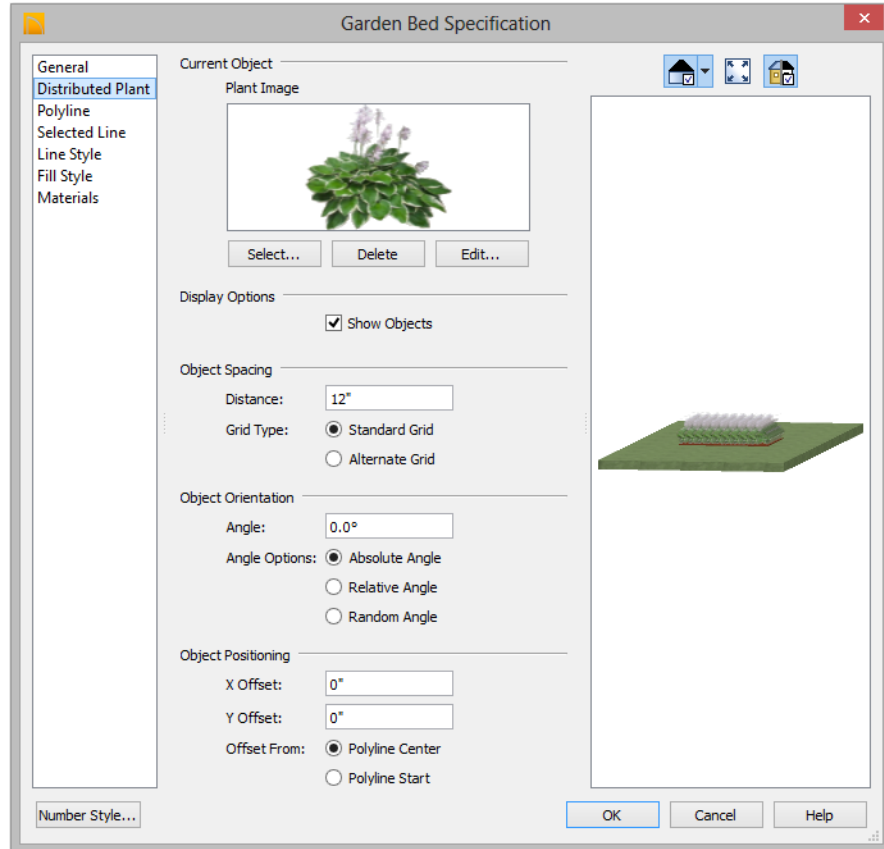 Garden Bed Specification
General
Distributed Plant
Polyline
Selected Line
Line Style
Fill Style
Materials
Current Object
Plant Image
Select... Delete Edit...
Display Options
Show Objects
Object Spacing
Distance: 12"
Grid Type: Standard Grid
Alternate Grid
Object Orientation
Angle: 0.0°
Angle Options: Absolute Angle
Relative Angle
Random Angle
Object Positioning
X Offset: 0"
Y Offset: 0"
Offset From: Polyline Center
Polyline Start
Number Style... OK Cancel Help